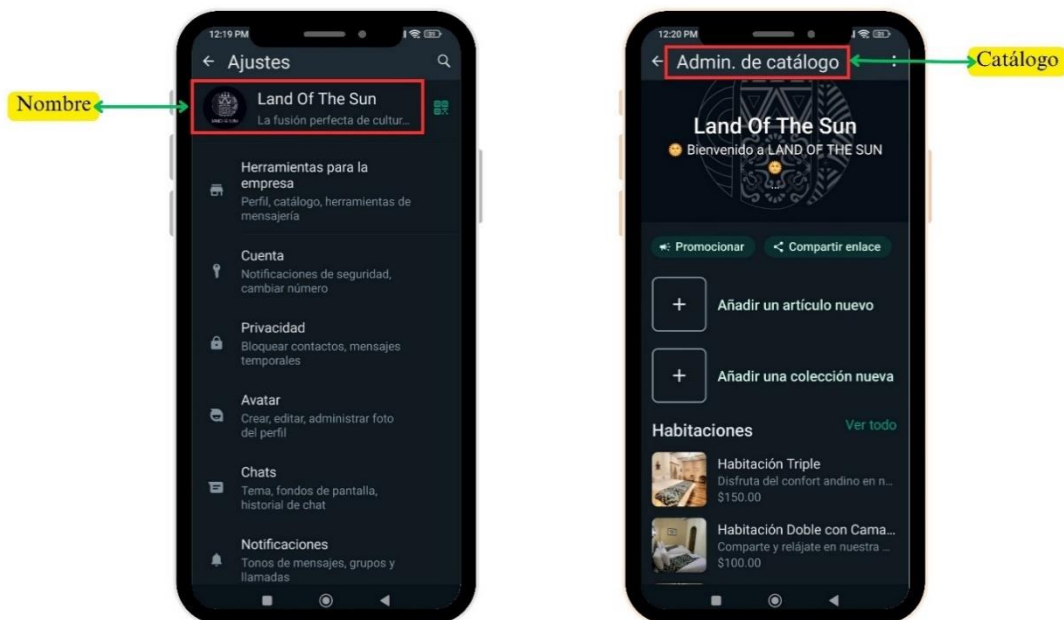 Nombre
12:19 PM
Ajustes
Land Of The Sun
La fusión perfecta de cultur...
Herramientas para la
empresa
Perfil, catálogo, herramientas de
mensajería
Cuenta
Notificaciones de seguridad,
cambiar número
Privacidad
Bloquear contactos, mensajes
temporales
Avatar
Crear, editar, administrar foto
del perfil
Chats
Tema, fondos de pantalla,
historial de chat
Notificaciones
Tonos de mensajes, grupos y
llamadas
12:20 PM
Admin. de catálogo
Catálogo
Land Of The Sun
Bienvenido a LAND OF THE SUN
...
Promocionar
Compartir enlace
Añadir un artículo nuevo
Añadir una colección nueva
Habitaciones
Ver todo
Habitación Triple
Disfruta del confort andino en n...
$150.00
Habitación Doble con Cama...
Comparte y relájate en nuestra ...
$100.00